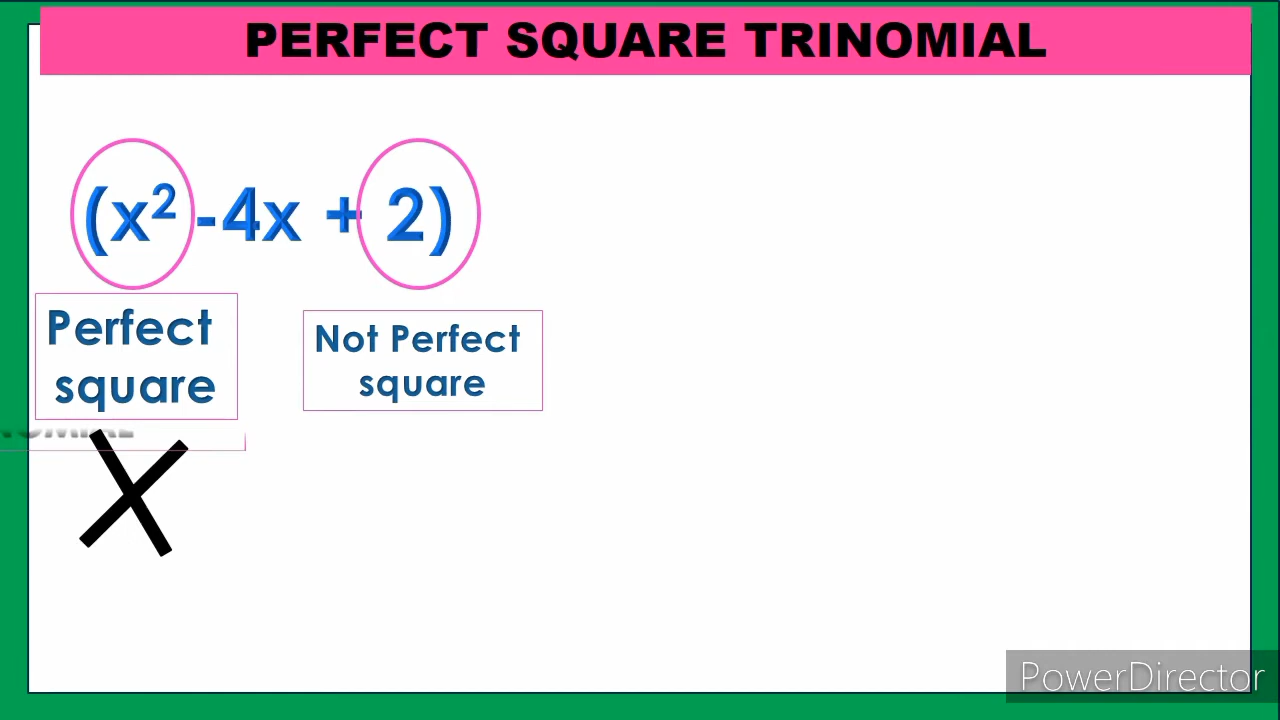 PERFECT SQUARE TRINOMIAL
(x² -4x + 2)
Perfect
square
Not Perfect
square
PowerDirector